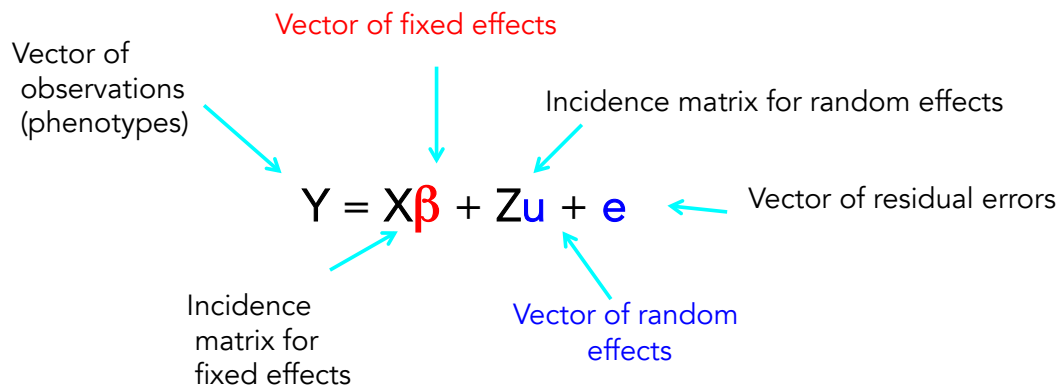 Vector of fixed effects
Vector of
observations
(phenotypes)
Incidence matrix for random effects
Y = Xβ + Zu + e
Vector of residual errors
Incidence
matrix for
fixed effects
Vector of random
effects